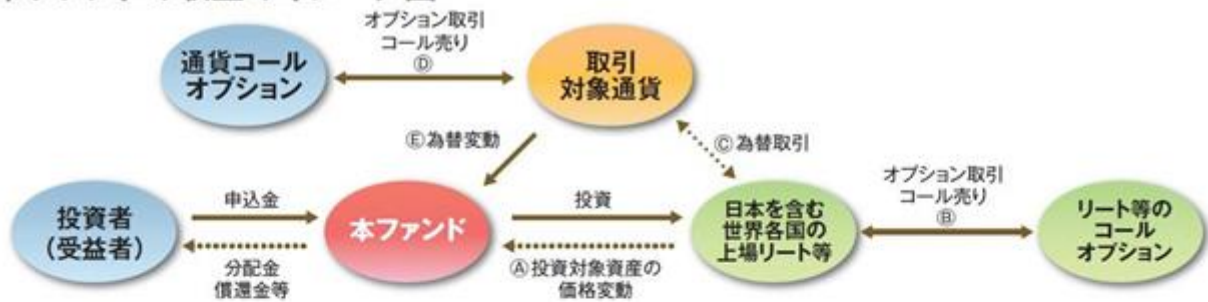 オプション取引
コール売り
Ⓓ
通貨コール
オプション
取引
対象通貨
Ⓔ為替変動
Ⓒ為替取引
オプション取引
コール売り
Ⓑ
投資者
(受益者)
申込金
本ファンド
投資
日本を含む
世界各国の
上場リート等
リート等の
コール
オプション
分配金
償還金等
Ⓐ投資対象資産の
価格変動